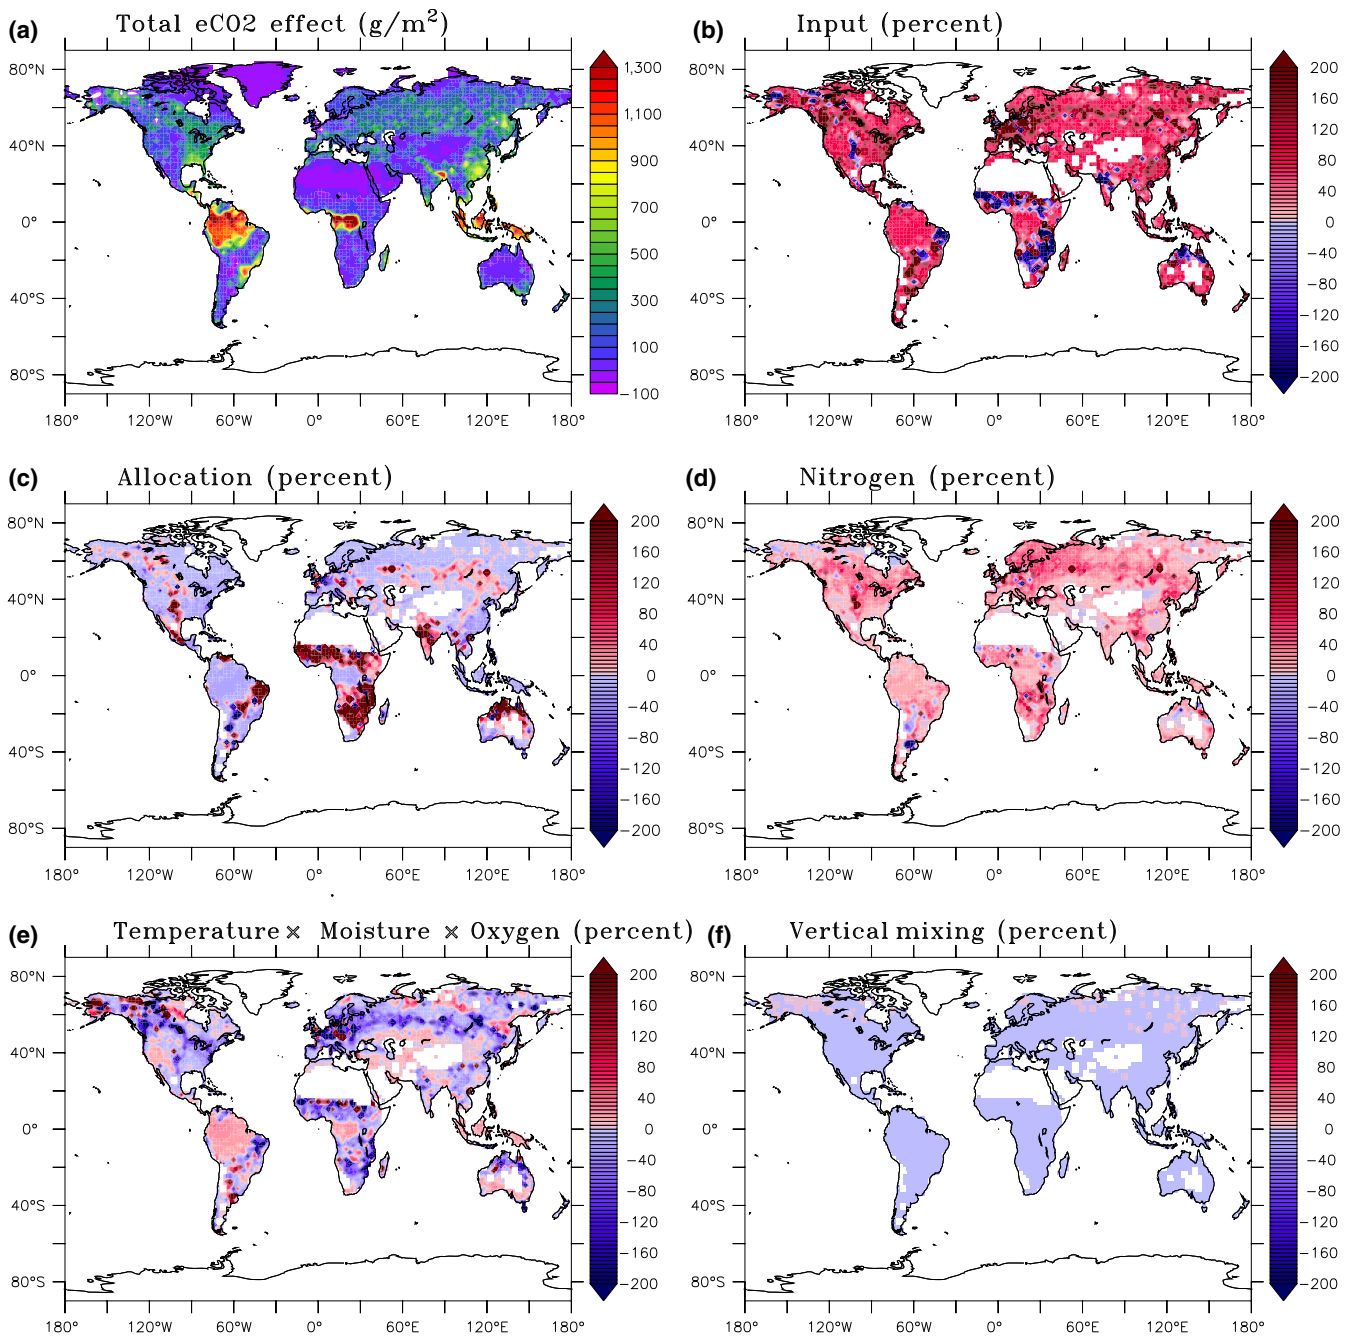 (a) Total eCO2 effect (g/m²)
80°N
40°N
0°
40°S
80°S
180° 120°W 60°W 0° 60°E 120°E 180°
1,300
1,100
900
700
500
300
100
−100
(b) Input (percent)
80°N
40°N
0°
40°S
80°S
180° 120°W 60°W 0° 60°E 120°E 180°
200
160
120
80
40
0
−40
−80
−120
−160
−200
(c) Allocation (percent)
80°N
40°N
0°
40°S
80°S
180° 120°W 60°W 0° 60°E 120°E 180°
200
160
120
80
40
0
−40
−80
−120
−160
−200
(d) Nitrogen (percent)
80°N
40°N
0°
40°S
80°S
180° 120°W 60°W 0° 60°E 120°E 180°
200
160
120
80
40
0
−40
−80
−120
−160
−200
(e) Temperature × Moisture × Oxygen (percent)
80°N
40°N
0°
40°S
80°S
180° 120°W 60°W 0° 60°E 120°E 180°
200
160
120
80
40
0
−40
−80
−120
−160
−200
(f) Vertical mixing (percent)
80°N
40°N
0°
40°S
80°S
180° 120°W 60°W 0° 60°E 120°E 180°
200
160
120
80
40
0
−40
−80
−120
−160
−200